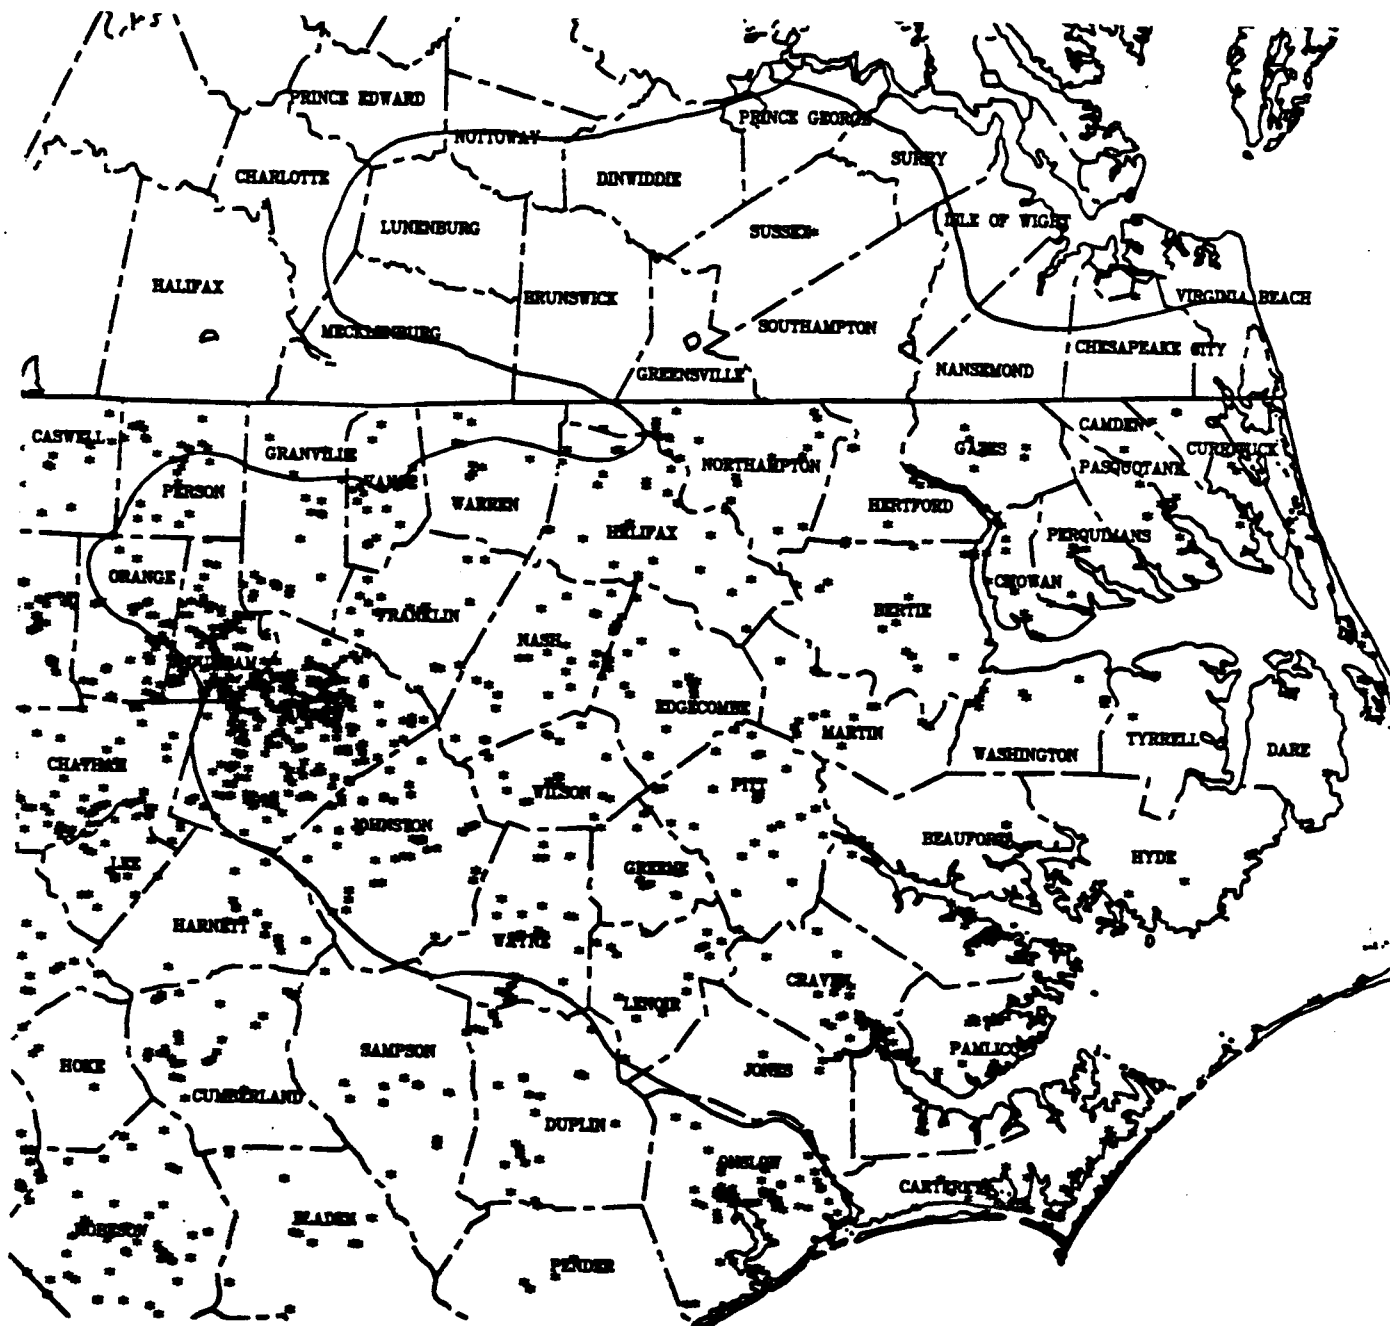 PRINCE EDWARD
PRINCE GEORGE
NOTTOWAY
SURRY
CHARLOTTE
DINWIDDIE
LUNENBURG
SUSSEX
ISLE OF WIGHT
HALIFAX
BRUNSWICK
VIRGINIA BEACH
MECKLENBURG
SOUTHAMPTON
CHESAPEAKE CITY
GREENSVILLE
NANSEMOND
CASWELL
CAMDEN
GRANVILLE
GATES
CURRITUCK
NORTHAMPTON
PASQUOTANK
PERSON
VANCE
WARREN
HERTFORD
HALIFAX
PERQUIMANS
ORANGE
CHOWAN
FRANKLIN
BERTIE
NASH
DURHAM
EDGECOMBE
MARTIN
TYRRELL
WASHINGTON
DARE
CHATHAM
WILSON
PITT
JOHNSTON
BEAUFORT
HYDE
LEE
GREENE
HARNETT
WAYNE
CRAVEN
LENOIR
SAMPSON
PAMLICO
HOKE
JONES
CUMBERLAND
DUPLIN
ONSLOW
CARTERET
BLADEN
ROBESON
PENDER